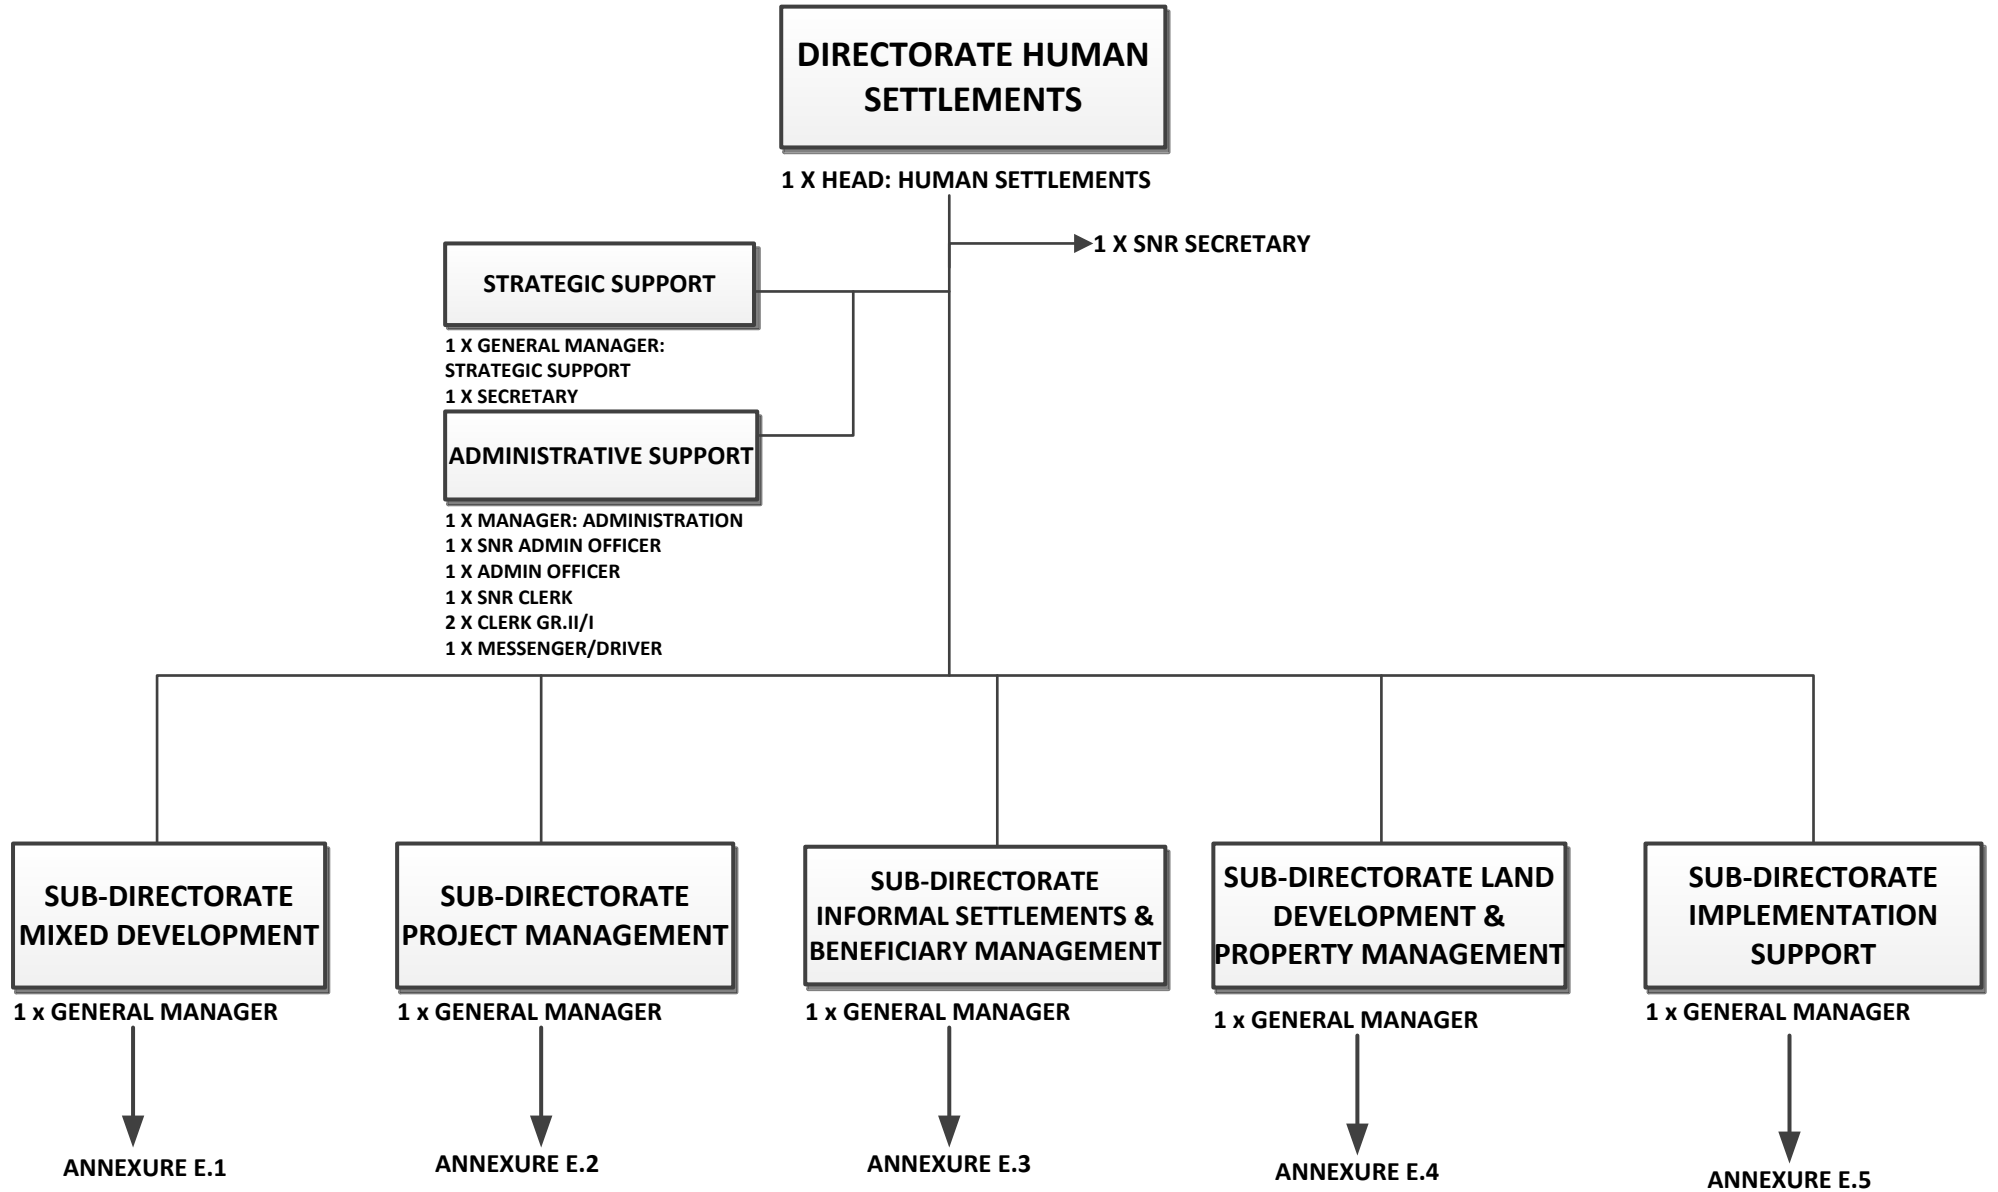 DIRECTORATE HUMAN
SETTLEMENTS
1 X HEAD: HUMAN SETTLEMENTS
1 X SNR SECRETARY
STRATEGIC SUPPORT
1 X GENERAL MANAGER:
STRATEGIC SUPPORT
1 X SECRETARY
ADMINISTRATIVE SUPPORT
1 X MANAGER: ADMINISTRATION
1 X SNR ADMIN OFFICER
1 X ADMIN OFFICER
1 X SNR CLERK
2 X CLERK GR.II/I
1 X MESSENGER/DRIVER
SUB-DIRECTORATE
MIXED DEVELOPMENT
1 x GENERAL MANAGER
ANNEXURE E.1
SUB-DIRECTORATE
PROJECT MANAGEMENT
1 x GENERAL MANAGER
ANNEXURE E.2
SUB-DIRECTORATE
INFORMAL SETTLEMENTS &
BENEFICIARY MANAGEMENT
1 x GENERAL MANAGER
ANNEXURE E.3
SUB-DIRECTORATE LAND
DEVELOPMENT &
PROPERTY MANAGEMENT
1 x GENERAL MANAGER
ANNEXURE E.4
SUB-DIRECTORATE
IMPLEMENTATION
SUPPORT
1 x GENERAL MANAGER
ANNEXURE E.5